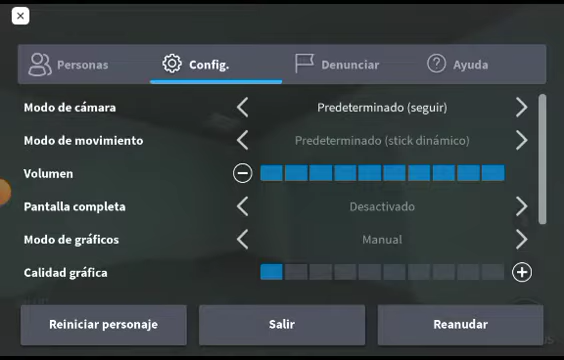 Personas
Config.
Denunciar
Ayuda
Modo de cámara
Predeterminado (seguir)
Modo de movimiento
Predeterminado (stick dinámico)
Volumen
Pantalla completa
Desactivado
Modo de gráficos
Manual
Calidad gráfica
Reiniciar personaje
Salir
Reanudar